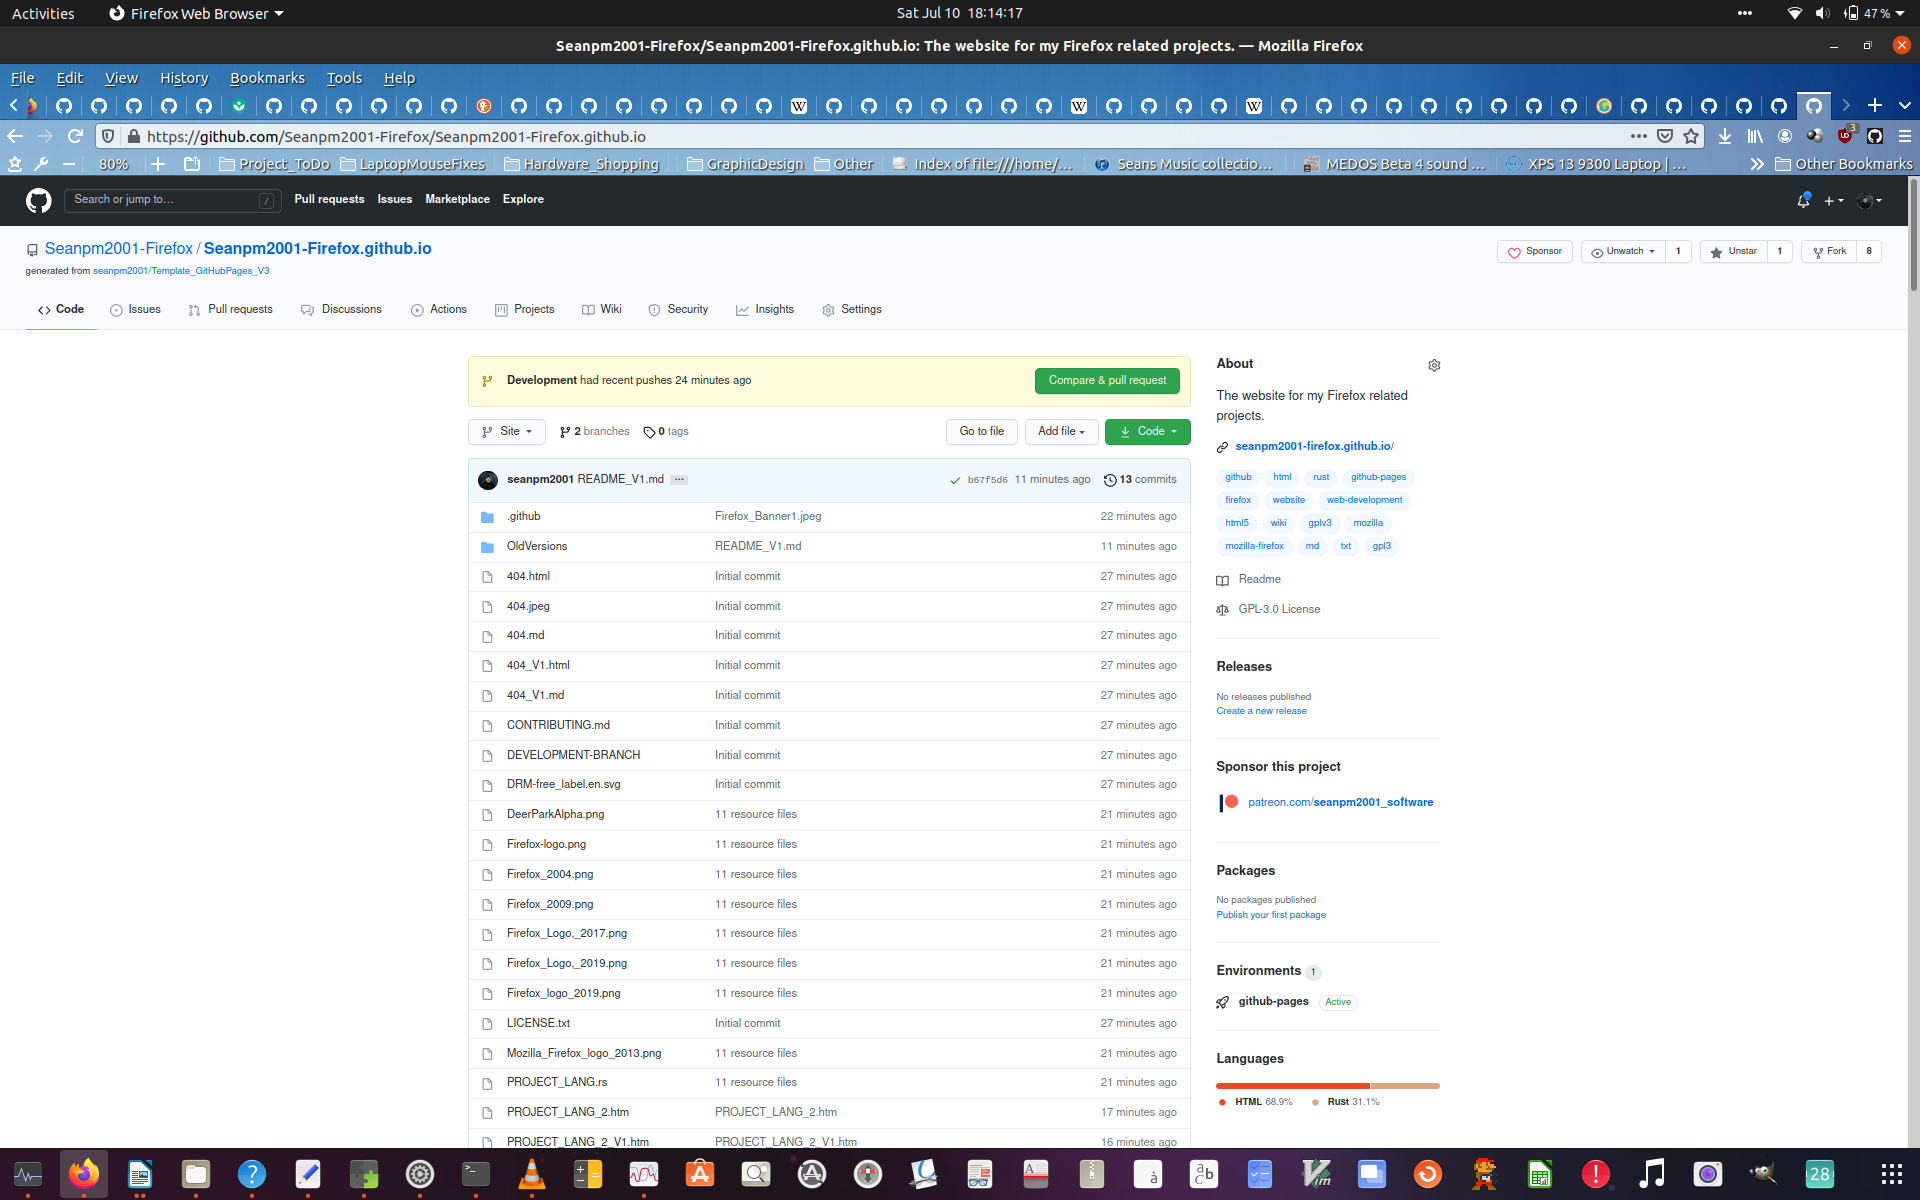 Activities Firefox Web Browser Sat Jul 10 18:14:17 47 %
Seanpm2001-Firefox/Seanpm2001-Firefox.github.io: The website for my Firefox related projects. — Mozilla Firefox
File Edit View History Bookmarks Tools Help
https://github.com/Seanpm2001-Firefox/Seanpm2001-Firefox.github.io 3
80% Project_ToDo LaptopMouseFixes Hardware_Shopping GraphicDesign Other Index of file:///home/... Seans Music collectio... MEDOS Beta 4 sound ... XPS 13 9300 Laptop | ... Other Bookmarks
Search or jump to... / Pull requests Issues Marketplace Explore
Seanpm2001-Firefox / Seanpm2001-Firefox.github.io Sponsor Unwatch 1 Unstar 1 Fork 8
generated from seanpm2001/Template_GitHubPages_V3
Code Issues Pull requests Discussions Actions Projects Wiki Security Insights Settings
Development had recent pushes 24 minutes ago Compare & pull request
Site 2 branches 0 tags Go to file Add file Code
seanpm2001 README_V1.md ... b67f5d6 11 minutes ago 13 commits
.github Firefox_Banner1.jpeg 22 minutes ago
OldVersions README_V1.md 11 minutes ago
404.html Initial commit 27 minutes ago
404.jpeg Initial commit 27 minutes ago
404.md Initial commit 27 minutes ago
404_V1.html Initial commit 27 minutes ago
404_V1.md Initial commit 27 minutes ago
CONTRIBUTING.md Initial commit 27 minutes ago
DEVELOPMENT-BRANCH Initial commit 27 minutes ago
DRM-free_label.en.svg Initial commit 27 minutes ago
DeerParkAlpha.png 11 resource files 21 minutes ago
Firefox-logo.png 11 resource files 21 minutes ago
Firefox_2004.png 11 resource files 21 minutes ago
Firefox_2009.png 11 resource files 21 minutes ago
Firefox_Logo,_2017.png 11 resource files 21 minutes ago
Firefox_Logo,_2019.png 11 resource files 21 minutes ago
Firefox_logo_2019.png 11 resource files 21 minutes ago
LICENSE.txt Initial commit 27 minutes ago
Mozilla_Firefox_logo_2013.png 11 resource files 21 minutes ago
PROJECT_LANG.rs 11 resource files 21 minutes ago
PROJECT_LANG_2.htm PROJECT_LANG_2.htm 17 minutes ago
PROJECT_LANG_2_V1.htm PROJECT_LANG_2_V1.htm 16 minutes ago
About
The website for my Firefox related
projects.
seanpm2001-firefox.github.io/
github html rust github-pages
firefox website web-development
html5 wiki gplv3 mozilla
mozilla-firefox md txt gpl3
Readme
GPL-3.0 License
Releases
No releases published
Create a new release
Sponsor this project
patreon.com/seanpm2001_software
Packages
No packages published
Publish your first package
Environments 1
github-pages Active
Languages
HTML 68.9% Rust 31.1%
28